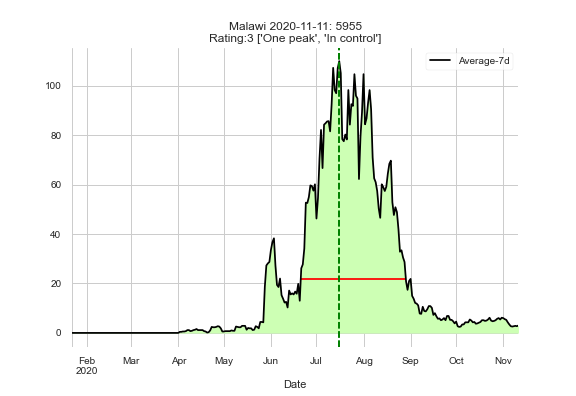 Malawi 2020-11-11: 5955
Rating:3 ['One peak', 'In control']
Average-7d
100
80
60
40
20
0
Feb Mar Apr May Jun Jul Aug Sep Oct Nov
2020
Date